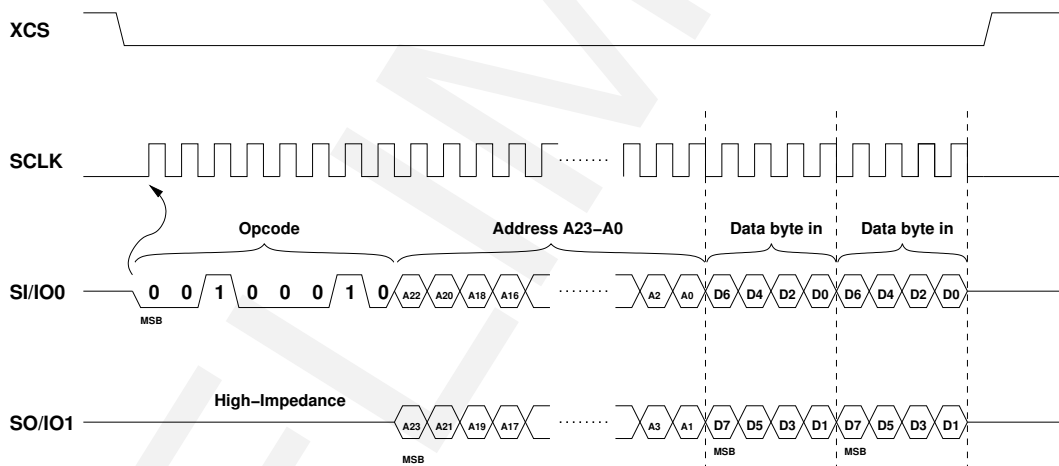 XCS
SCLK
Opcode Address A23–A0 Data byte in Data byte in
SI/IO0 0 0 1 0 0 0 1 0 A22 A20 A18 A16 A2 A0 D6 D4 D2 D0 D6 D4 D2 D0
MSB
High–Impedance
SO/IO1 A23 A21 A19 A17 A3 A1 D7 D5 D3 D1 D7 D5 D3 D1
MSB MSB MSB